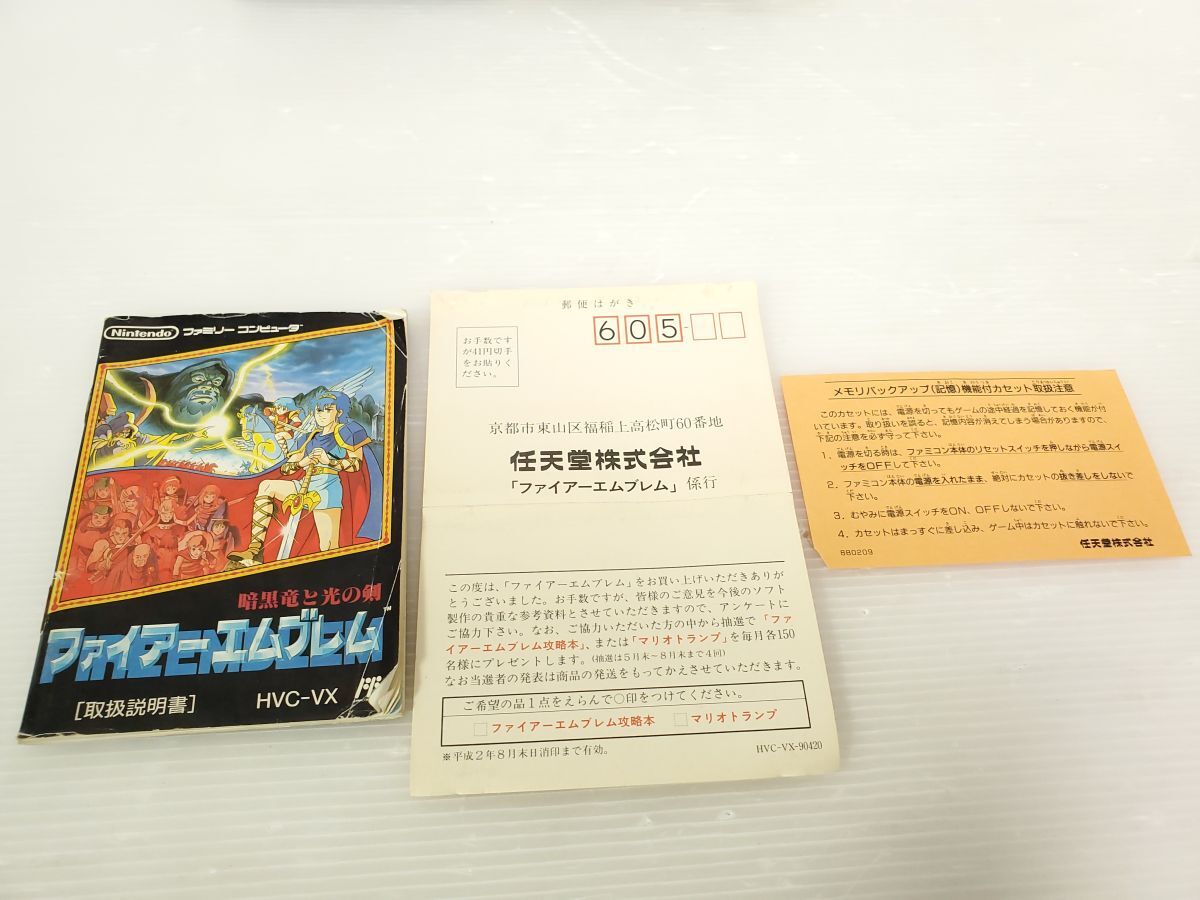 Nintendo ファミリー コンピュータ
暗黒竜と光の剣
ファイアーエムブレム
[取扱説明書] HVC-VX
郵便はがき
605-
お手数です
が41円切手
をお貼りく
ださい。
京都市東山区福稲上高松町60番地
任天堂株式会社
「ファイアーエムブレム」係行
この度は、「ファイアーエムブレム」をお買い上げいただきありが
とうございました。お手数ですが、皆様のご意見を今後のソフト
製作の貴重な参考資料とさせていただきますので、アンケートに
ご協力下さい。なお、ご協力いただいた方の中から抽選で「ファ
イアーエムブレム攻略本」、または「マリオトランプ」を毎月各150
名様にプレゼントします。(抽選は5月末〜8月末まで4回)
なお当選者の発表は商品の発送をもってかえさせていただきます。
ご希望の品1点をえらんで○印をつけてください。
ファイアーエムブレム攻略本 マリオトランプ
※平成2年8月末日消印まで有効。 HVC-VX-90420
メモリバックアップ(記憶)機能付カセット取扱注意
このカセットには、電源を切ってもゲームの途中経過を記憶しておく機能が付
いています。取り扱いを誤ると、記憶内容が消えてしまう場合がありますので、
下記の注意を必ず守って下さい。
1. 電源を切る時は、ファミコン本体のリセットスイッチを押しながら電源スイ
ッチをOFFして下さい。
2. ファミコン本体の電源を入れたまま、絶対にカセットの抜き差しをしないで
下さい。
3. むやみに電源スイッチをON、OFFしないで下さい。
4. カセットはまっすぐに差し込み、ゲーム中はカセットに触れないで下さい。
880209 任天堂株式会社